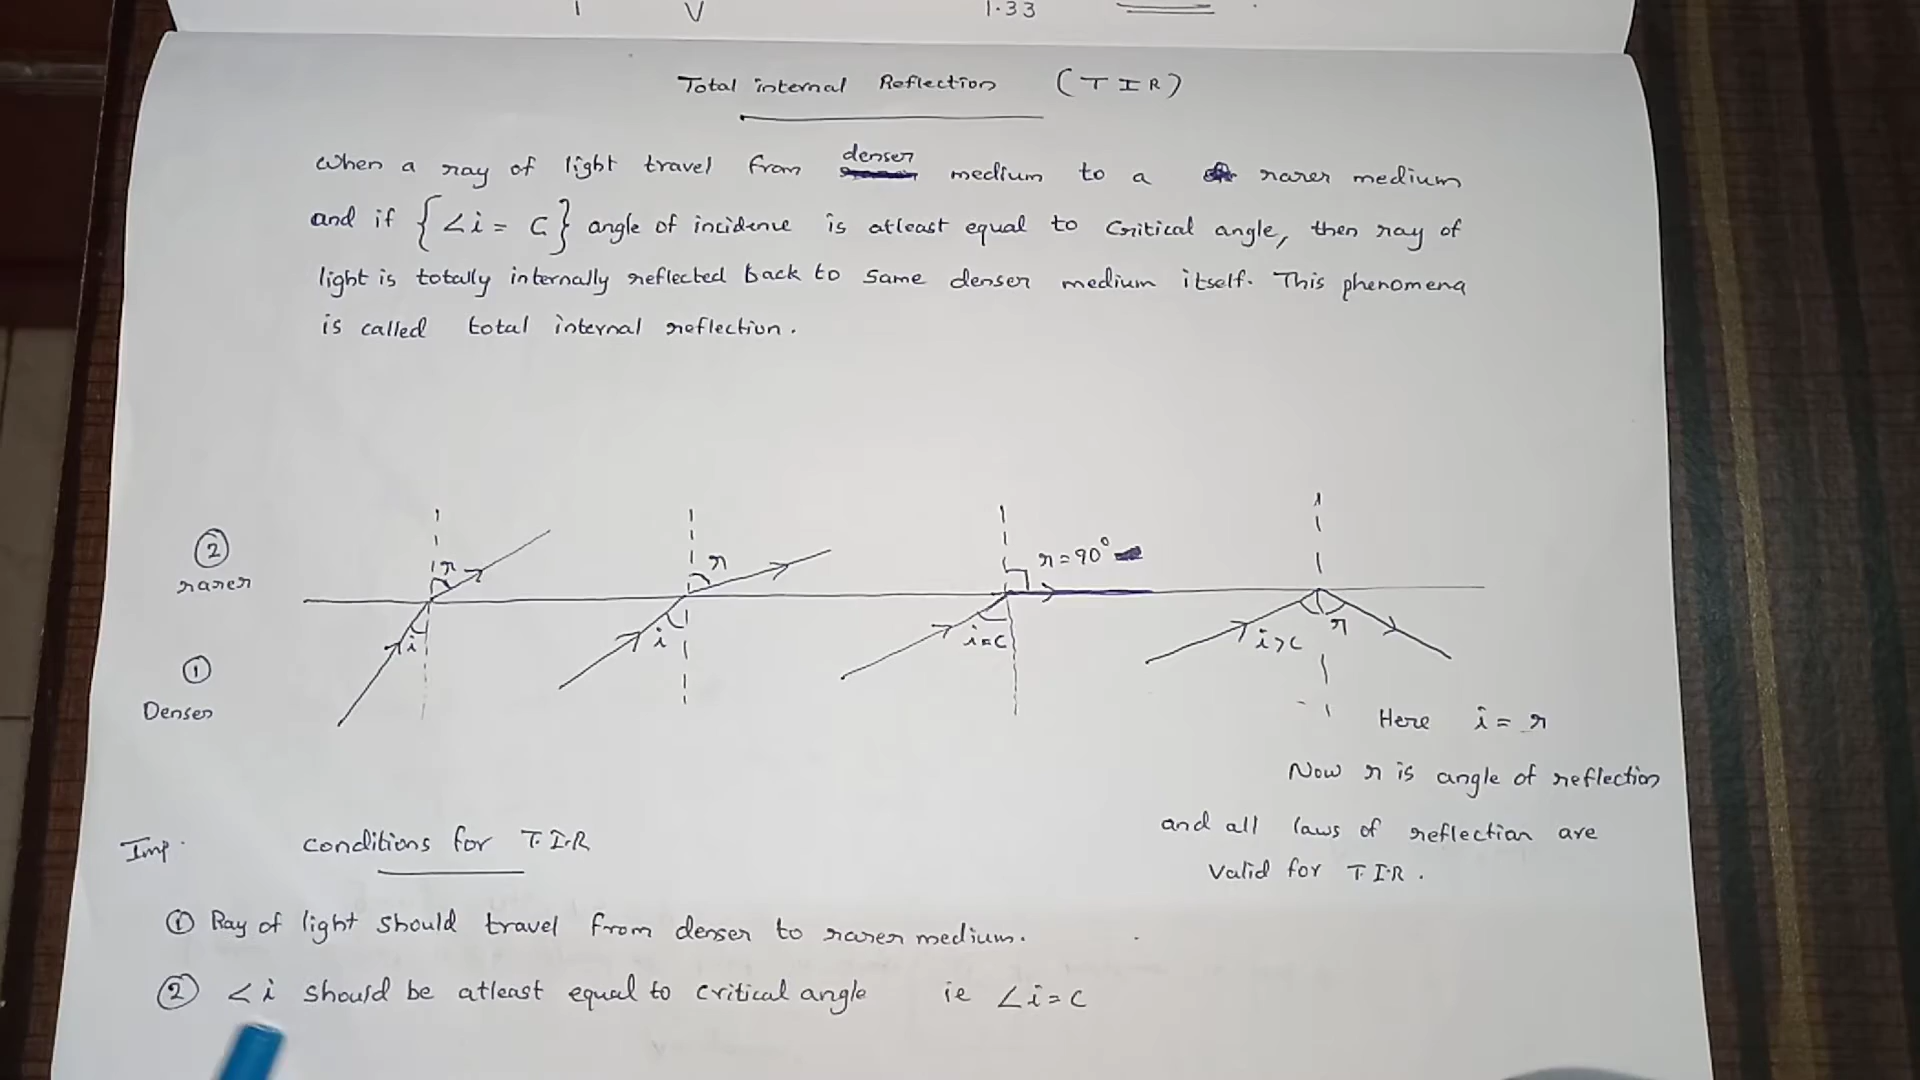 1 V 1.33
Total internal Reflection (TIR)
When a ray of light travel from denser medium to a rarer medium
and if {∠i = C} angle of incidence is atleast equal to critical angle, then ray of
light is totally internally reflected back to same denser medium itself. This phenomena
is called total internal reflection.
② rarer
① Denser
r
i
r
i
r = 90°
i = C
i > C
r
Here i = r
Now r is angle of reflection
and all laws of reflection are
Valid for T.I.R.
Imp. conditions for T.I.R
① Ray of light should travel from denser to rarer medium.
② ∠i should be atleast equal to critical angle ie ∠i = C